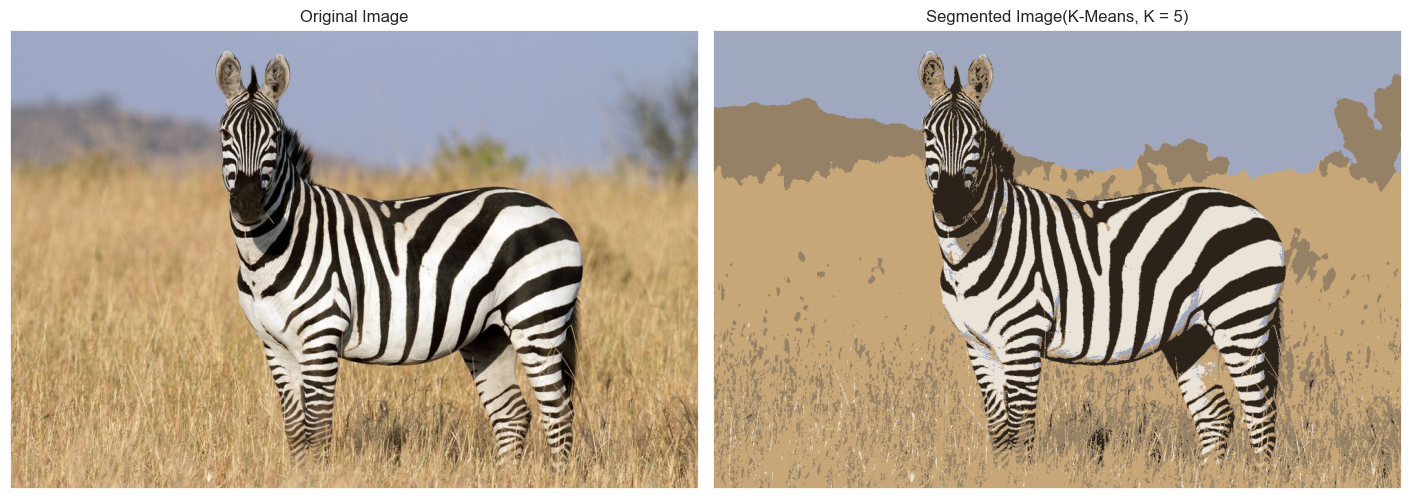 Original Image
Segmented Image(K-Means, K = 5)